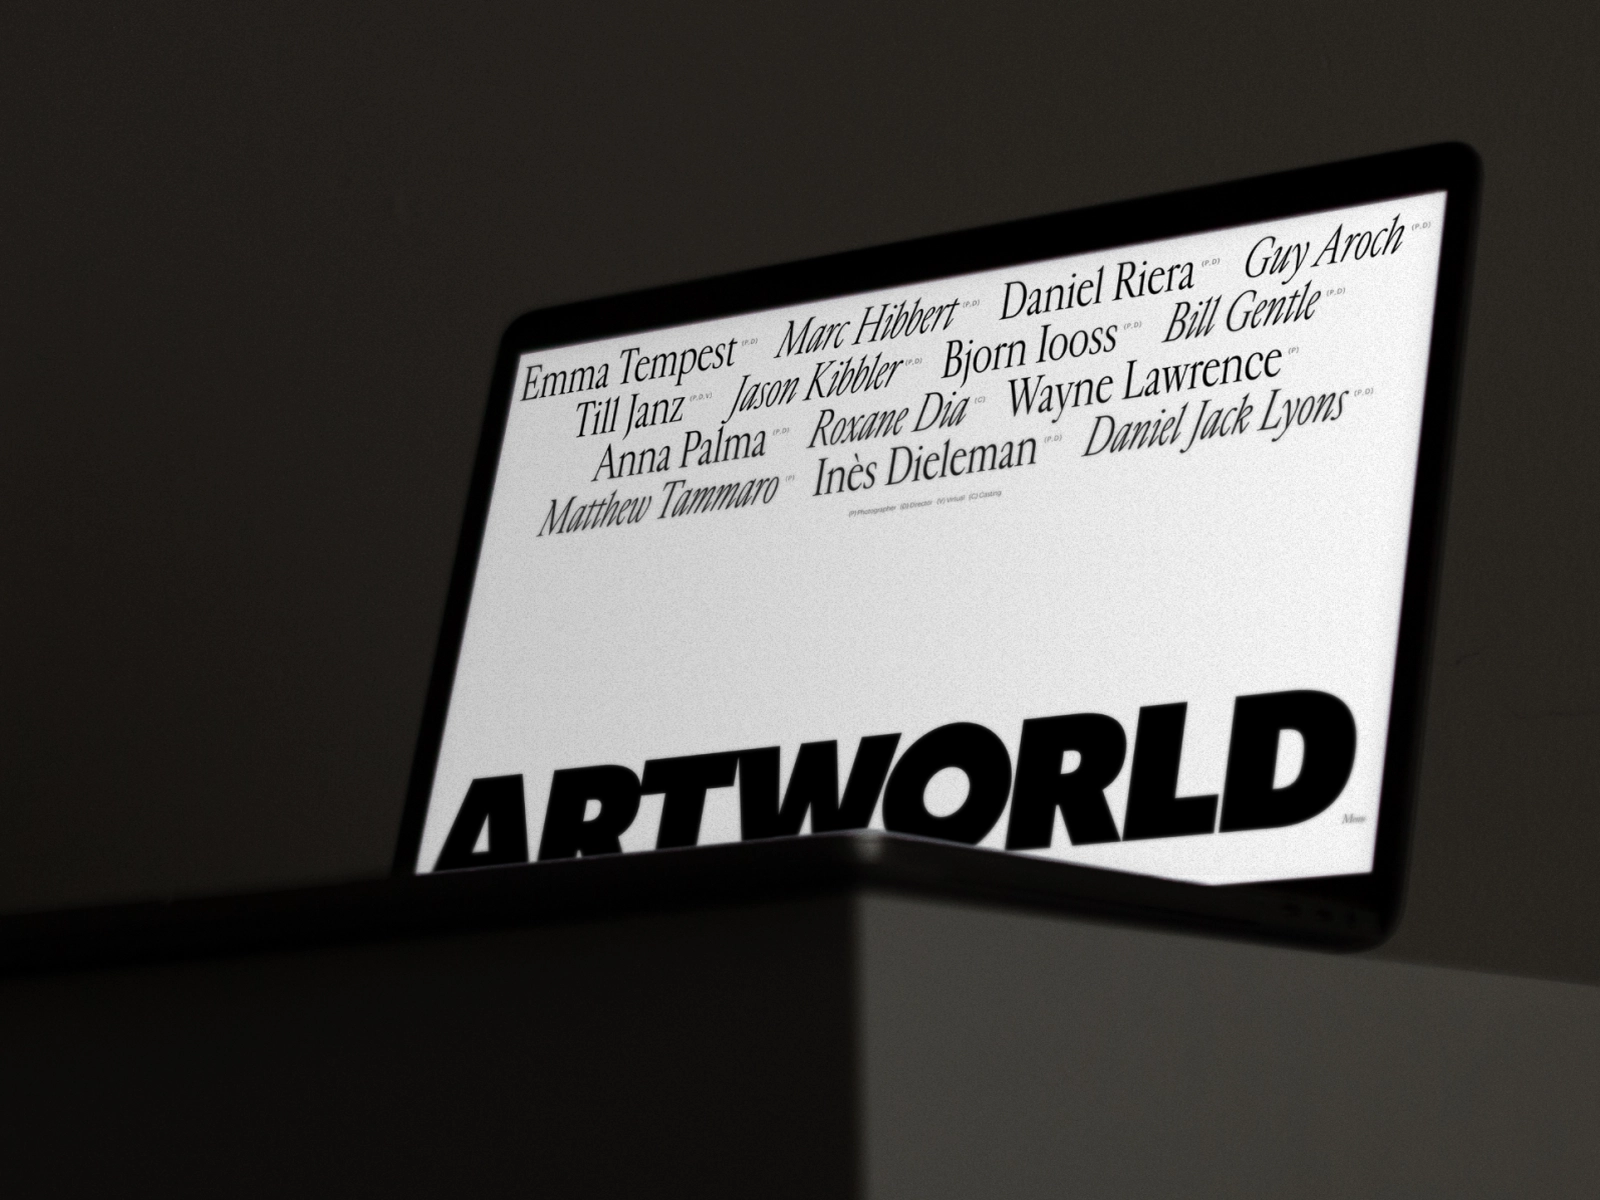 Emma Tempest (P,D) Marc Hibbert (P,D) Daniel Riera (P,D) Guy Aroch (P,D)
Till Janz (P,D,V) Jason Kibbler (P,D) Bjorn Iooss (P,D) Bill Gentle (P,D)
Anna Palma (P,D) Roxane Dia (C) Wayne Lawrence (P)
Matthew Tammaro (P) Inès Dieleman (P,D) Daniel Jack Lyons (P,D)
(P) Photographer (D) Director (V) Virtual (C) Casting
ARTWORLD
Menu